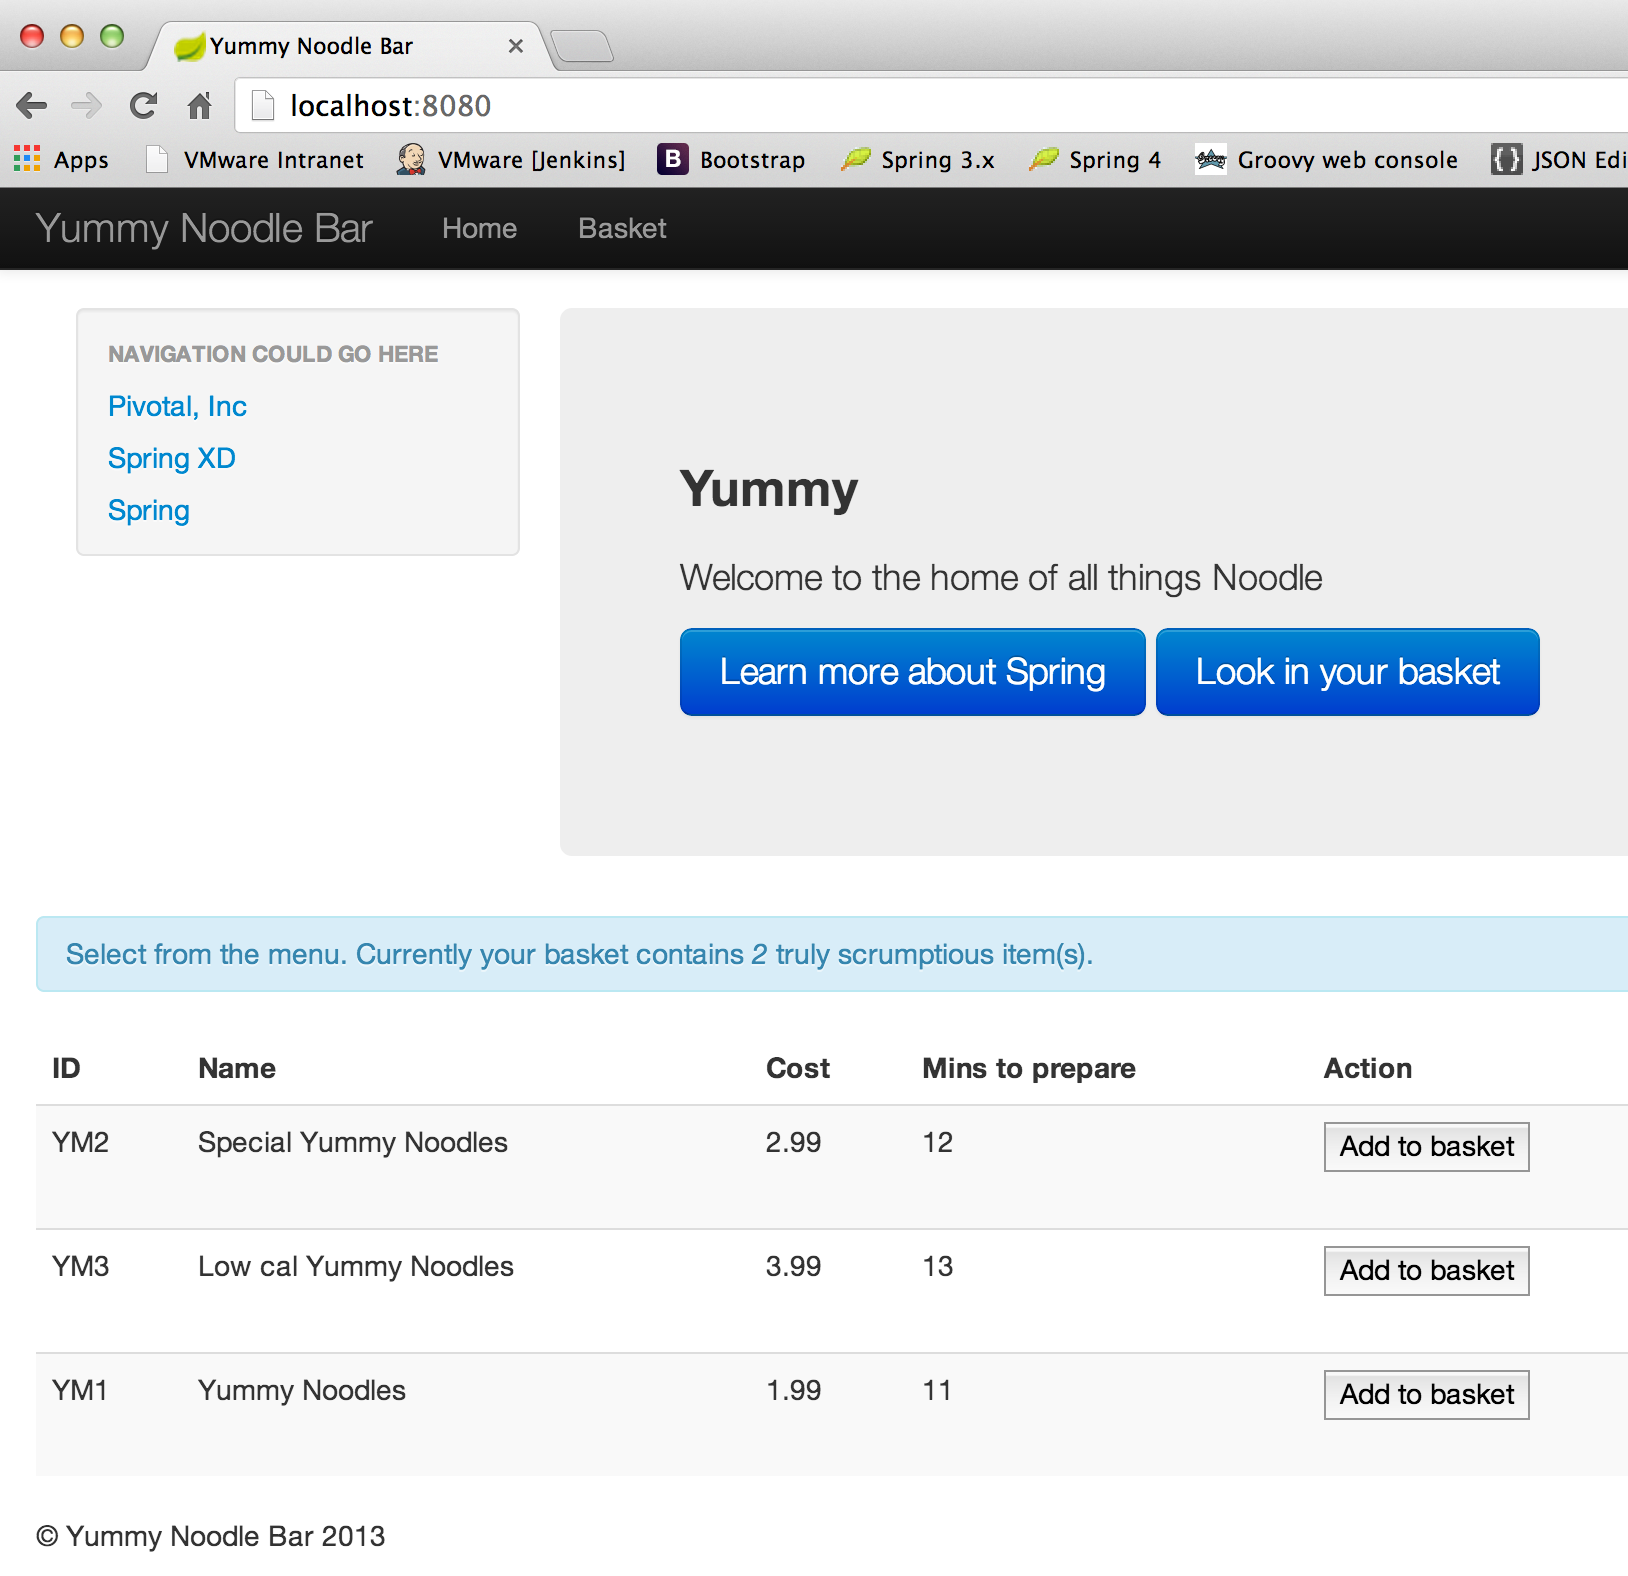 Yummy Noodle Bar
localhost:8080
Apps VMware Intranet VMware [Jenkins] Bootstrap Spring 3.x Spring 4 Groovy web console JSON Edi
Yummy Noodle Bar Home Basket
NAVIGATION COULD GO HERE
Pivotal, Inc
Spring XD
Spring
Yummy
Welcome to the home of all things Noodle
Learn more about Spring Look in your basket
Select from the menu. Currently your basket contains 2 truly scrumptious item(s).
ID Name Cost Mins to prepare Action
YM2 Special Yummy Noodles 2.99 12 Add to basket
YM3 Low cal Yummy Noodles 3.99 13 Add to basket
YM1 Yummy Noodles 1.99 11 Add to basket
© Yummy Noodle Bar 2013